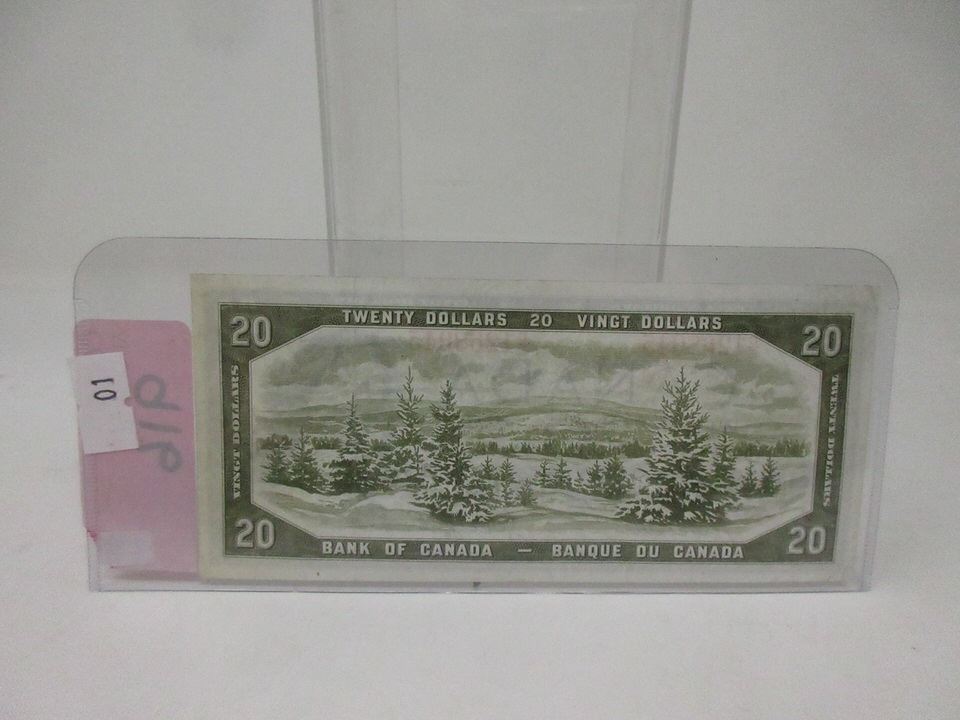 TWENTY DOLLARS 20 VINGT DOLLARS
20
20
VINGT DOLLARS
TWENTY DOLLARS
01
20
20
BANK OF CANADA — BANQUE DU CANADA